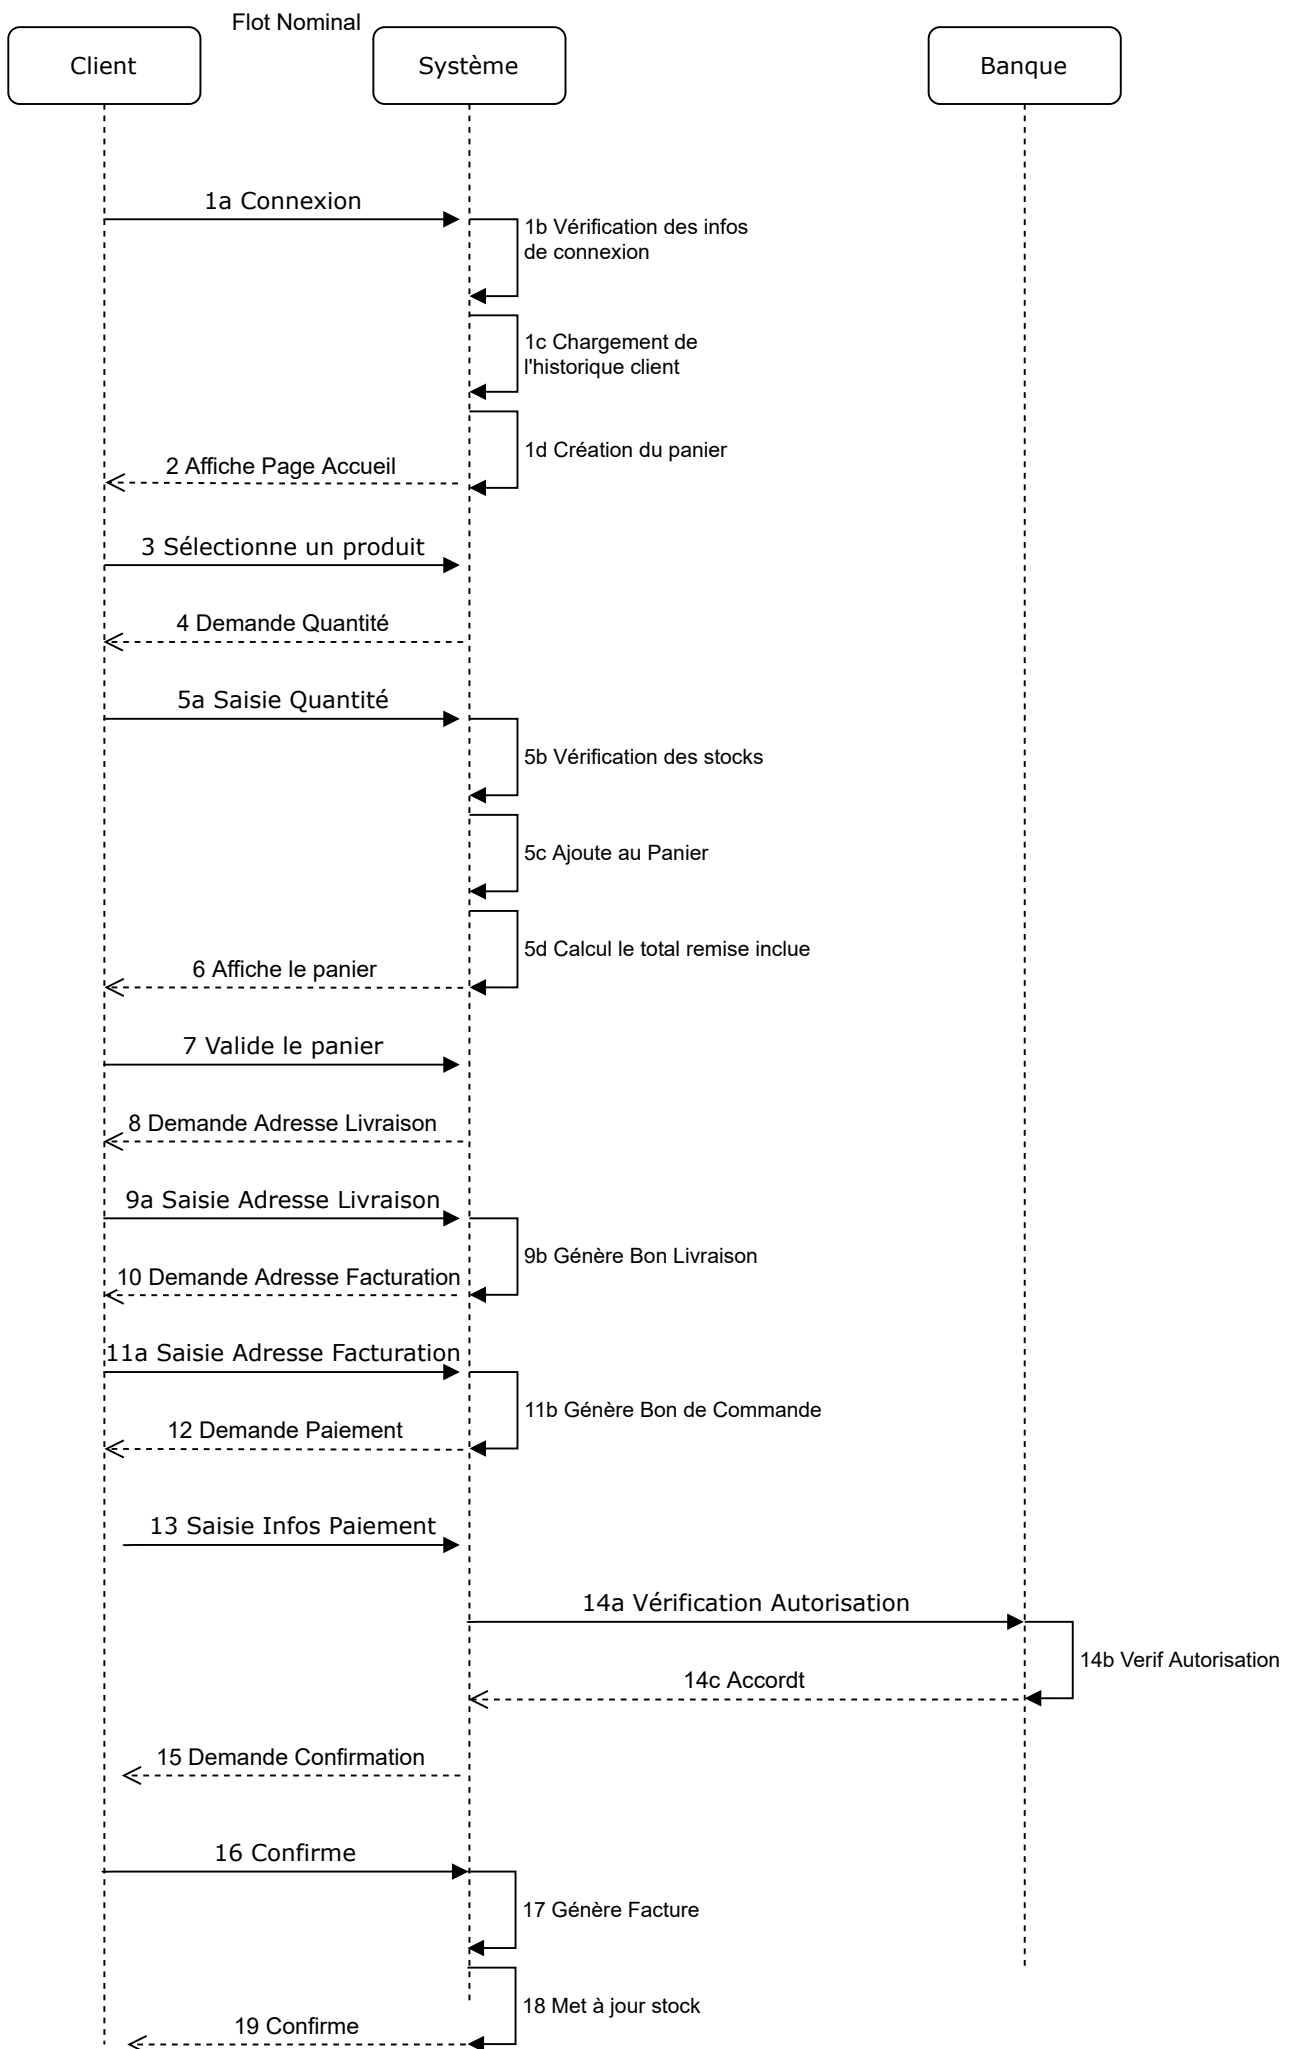 Flot Nominal
Client
Système
Banque
1a Connexion
1b Vérification des infos
de connexion
1c Chargement de
l'historique client
1d Création du panier
2 Affiche Page Accueil
3 Sélectionne un produit
4 Demande Quantité
5a Saisie Quantité
5b Vérification des stocks
5c Ajoute au Panier
5d Calcul le total remise inclue
6 Affiche le panier
7 Valide le panier
8 Demande Adresse Livraison
9a Saisie Adresse Livraison
9b Génère Bon Livraison
10 Demande Adresse Facturation
11a Saisie Adresse Facturation
11b Génère Bon de Commande
12 Demande Paiement
13 Saisie Infos Paiement
14a Vérification Autorisation
14b Verif Autorisation
14c Accordt
15 Demande Confirmation
16 Confirme
17 Génère Facture
18 Met à jour stock
19 Confirme